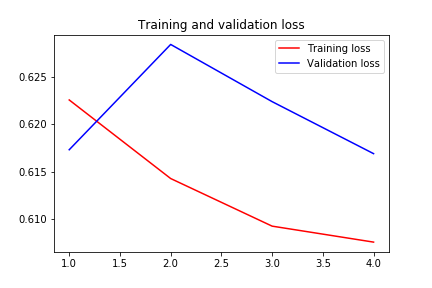 Training and validation loss
Training loss
Validation loss
0.625
0.620
0.615
0.610
1.0 1.5 2.0 2.5 3.0 3.5 4.0